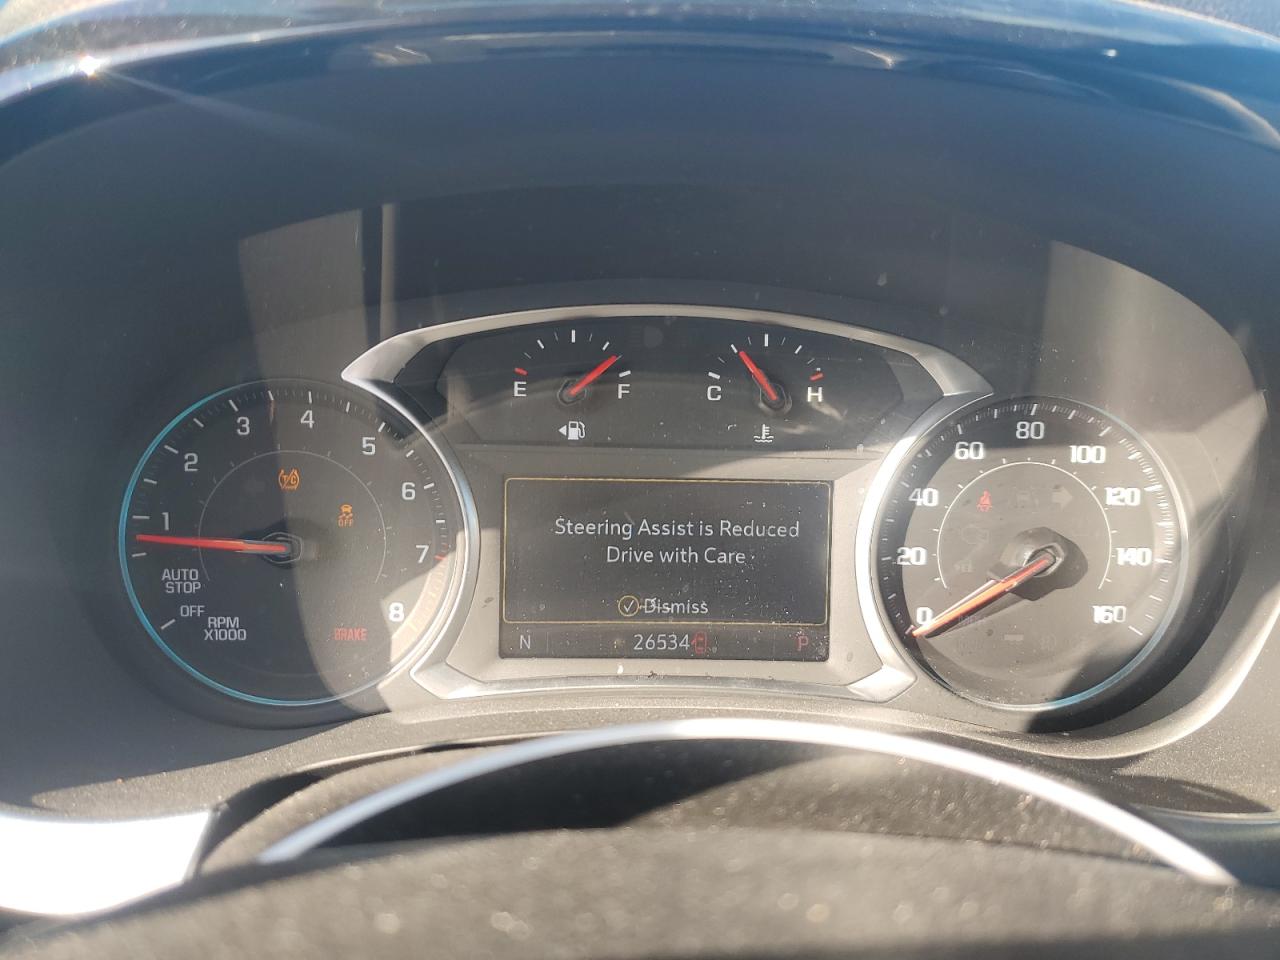 1
2
3
4
5
6
7
8
AUTO
STOP
OFF
RPM
X1000
T/C
OFF
BRAKE
E
F
C
H
Steering Assist is Reduced
Drive with Care
Dismiss
N
26534
P
0
20
40
60
80
100
120
140
160